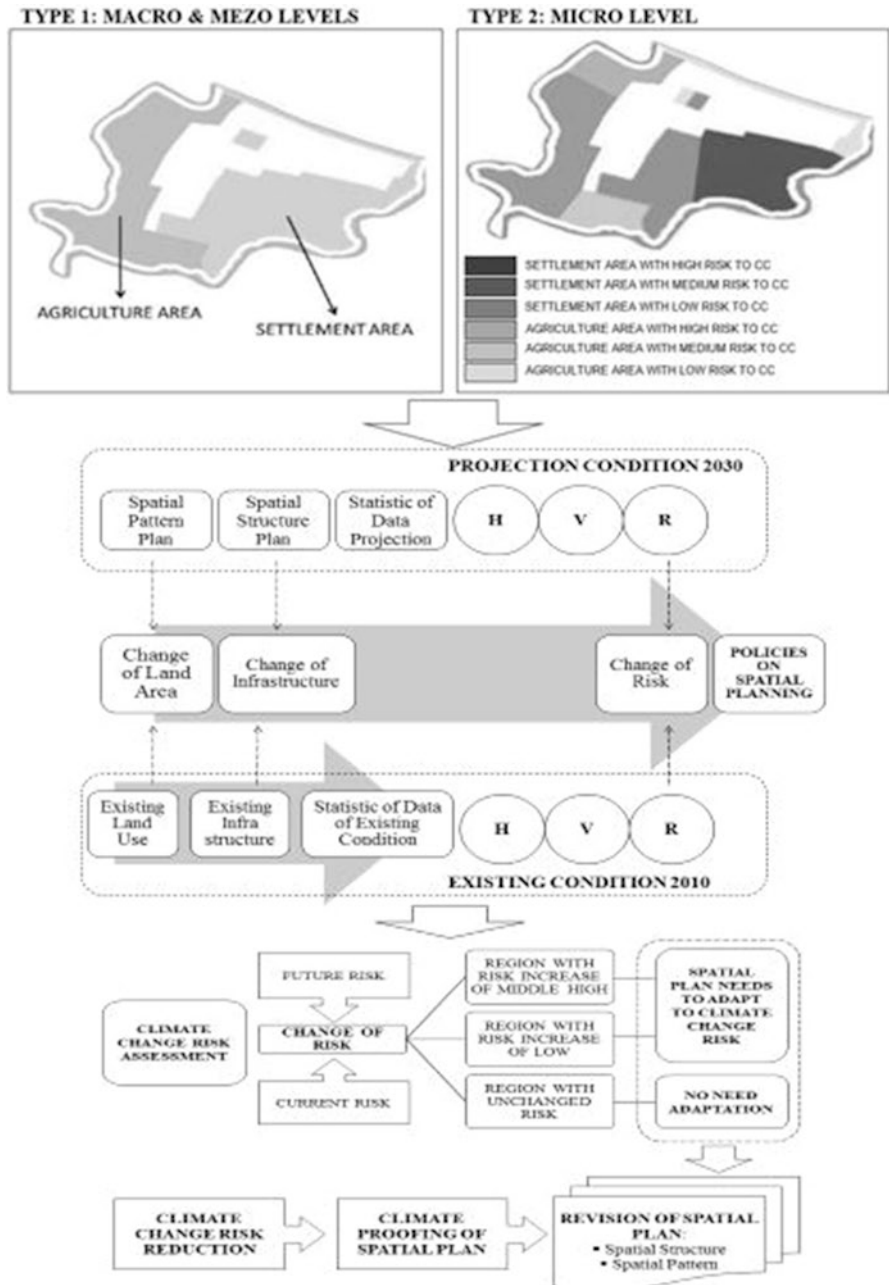 TYPE 1: MACRO & MEZO LEVELS
TYPE 2: MICRO LEVEL
AGRICULTURE AREA
SETTLEMENT AREA
SETTLEMENT AREA WITH HIGH RISK TO CC
SETTLEMENT AREA WITH MEDIUM RISK TO CC
SETTLEMENT AREA WITH LOW RISK TO CC
AGRICULTURE AREA WITH HIGH RISK TO CC
AGRICULTURE AREA WITH MEDIUM RISK TO CC
AGRICULTURE AREA WITH LOW RISK TO CC
PROJECTION CONDITION 2030
Spatial
Pattern
Plan
Spatial
Structure
Plan
Statistic of
Data
Projection
H
V
R
Change
of Land
Area
Change of
Infrastructure
Change of
Risk
POLICIES
ON
SPATIAL
PLANNING
Existing
Land
Use
Existing
Infra
structure
Statistic of Data
of Existing
Condition
H
V
R
EXISTING CONDITION 2010
CLIMATE
CHANGE RISK
ASSESSMENT
FUTURE RISK
CHANGE OF
RISK
CURRENT RISK
REGION WITH
RISK INCREASE
OF MIDDLE HIGH
REGION WITH
RISK INCREASE
OF LOW
REGION WITH
UNCHANGED
RISK
SPATIAL
PLAN NEEDS
TO ADAPT
TO CLIMATE
CHANGE
RISK
NO NEED
ADAPTATION
CLIMATE
CHANGE RISK
REDUCTION
CLIMATE
PROOFING OF
SPATIAL PLAN
REVISION OF SPATIAL
PLAN:
▪ Spatial Structure
▪ Spatial Pattern